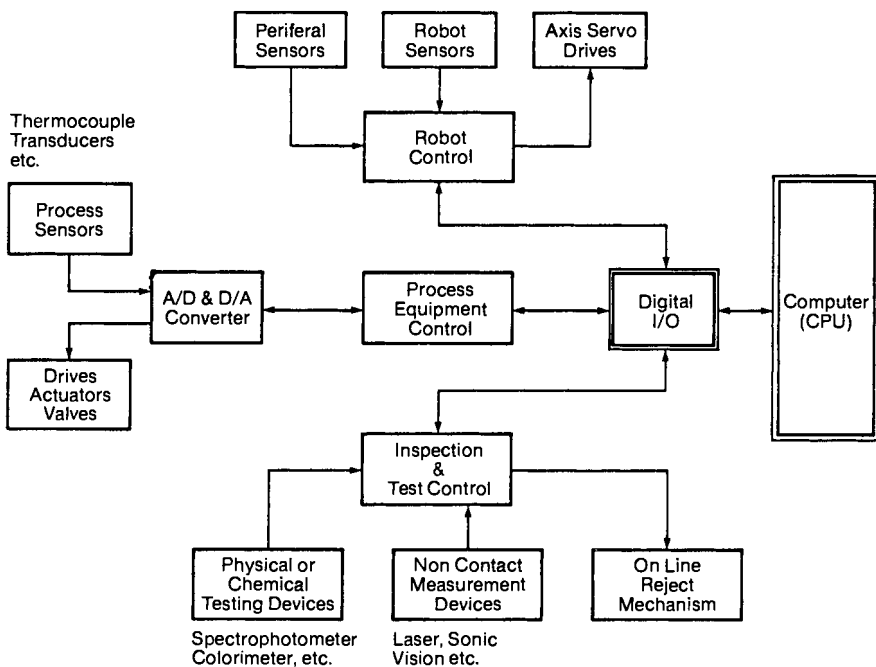 Periferal
Sensors
Robot
Sensors
Axis Servo
Drives
Thermocouple
Transducers
etc.
Robot
Control
Process
Sensors
A/D & D/A
Converter
Process
Equipment
Control
Digital
I/O
Computer
(CPU)
Drives
Actuators
Valves
Inspection
&
Test Control
Physical or
Chemical
Testing Devices
Non Contact
Measurement
Devices
On Line
Reject
Mechanism
Spectrophotometer
Colorimeter, etc.
Laser, Sonic
Vision etc.